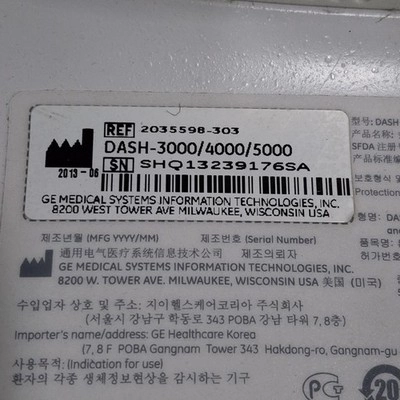 REF 2035598-303
DASH-3000/4000/5000
SN SHQ13239176SA
2013-06
GE MEDICAL SYSTEMS INFORMATION TECHNOLOGIES, INC.
8200 WEST TOWER AVE MILWAUKEE, WISCONSIN USA
제조년월 (MFG YYYY/MM) 제조번호 (Serial Number)
通用电气医疗系统信息技术公司 제조의뢰자
GE MEDICAL SYSTEMS INFORMATION TECHNOLOGIES, INC.
8200 W. TOWER AVE. MILWAUKEE, WISCONSIN USA 美国 (미국)
수입업자 상호 및 주소: 지이헬스케어코리아 주식회사
(서울시 강남구 학동로 343 POBA 강남 타워 7, 8층)
Importer's name/address: GE Healthcare Korea
(7, 8 F POBA Gangnam Tower 343 Hakdong-ro, Gangnam-gu
사용목적(Indication for use):
환자의 각종 생체정보현상을 감시하는 기구
型号: DASH
SFDA 注册
产品标准编
보호형식 및
Protection
형명: DASH
and
품목
허가번호
20